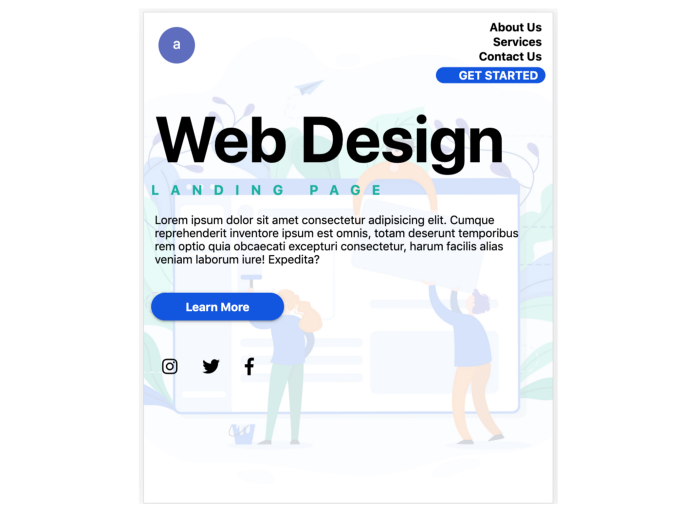 a
About Us
Services
Contact Us
GET STARTED
Web Design
LANDING PAGE
Lorem ipsum dolor sit amet consectetur adipisicing elit. Cumque
reprehenderit inventore ipsum est omnis, totam deserunt temporibus
rem optio quia obcaecati excepturi consectetur, harum facilis alias
veniam laborum iure! Expedita?
Learn More